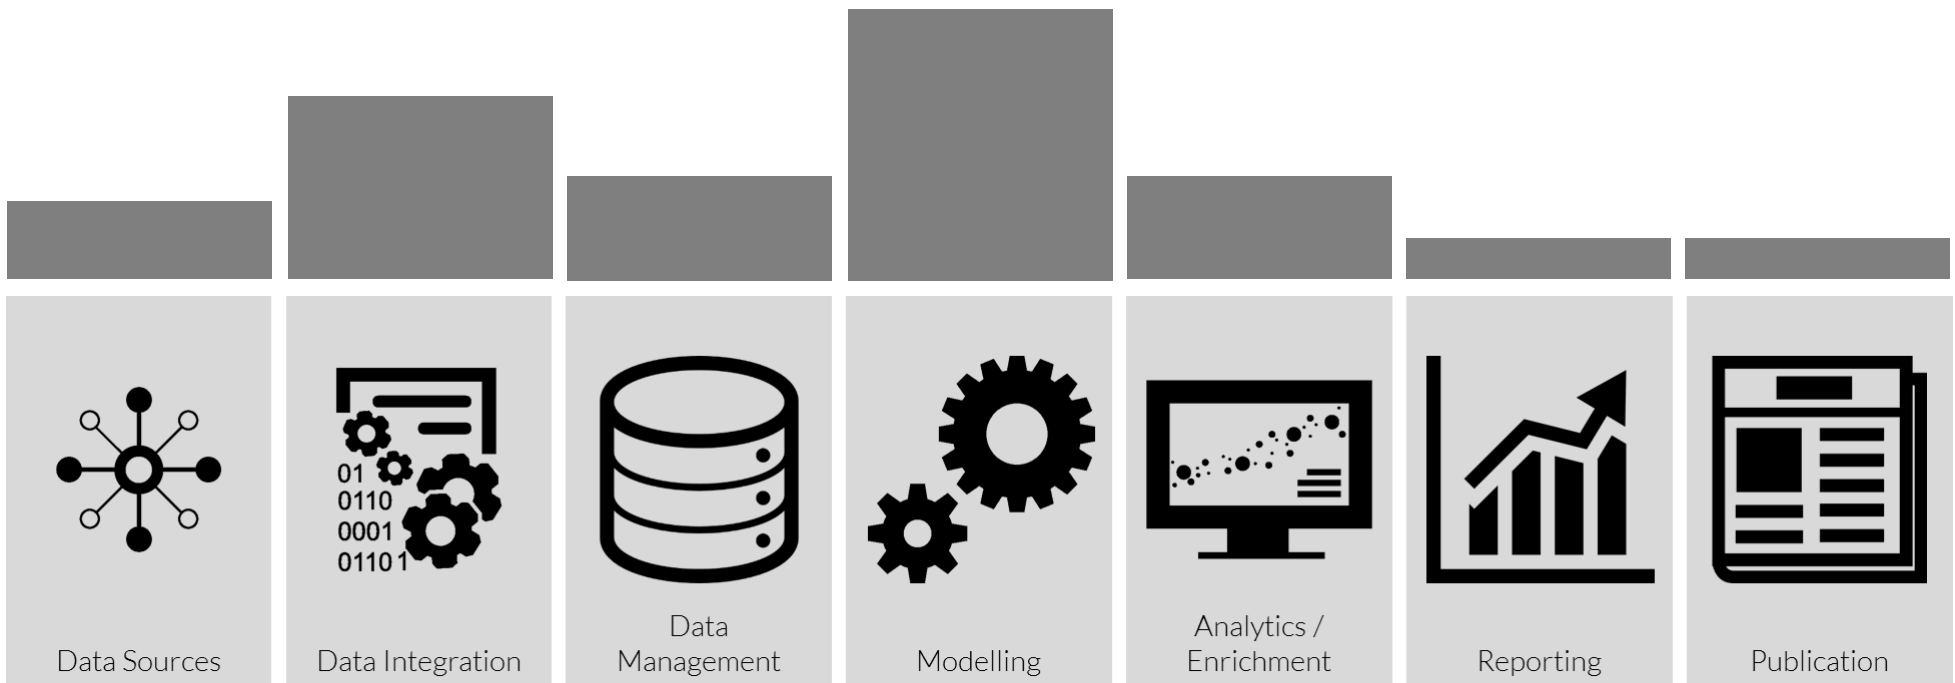 01
0110
0001
01101
Data Sources
Data Integration
Data
Management
Modelling
Analytics /
Enrichment
Reporting
Publication